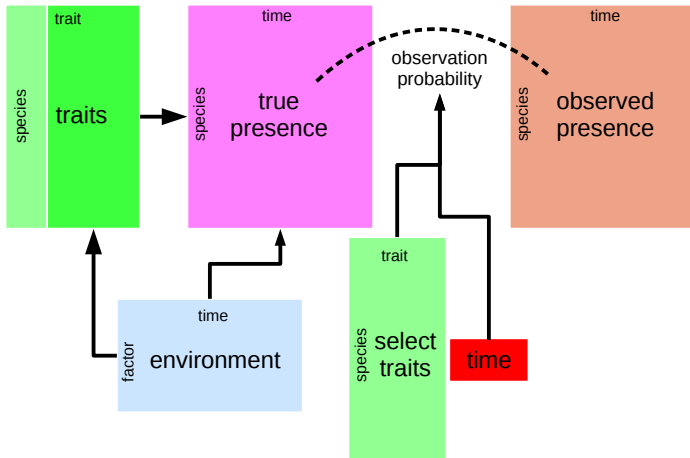 trait
species
traits
time
species
true
presence
observation
probability
time
species
observed
presence
time
factor
environment
trait
species
select
traits
time